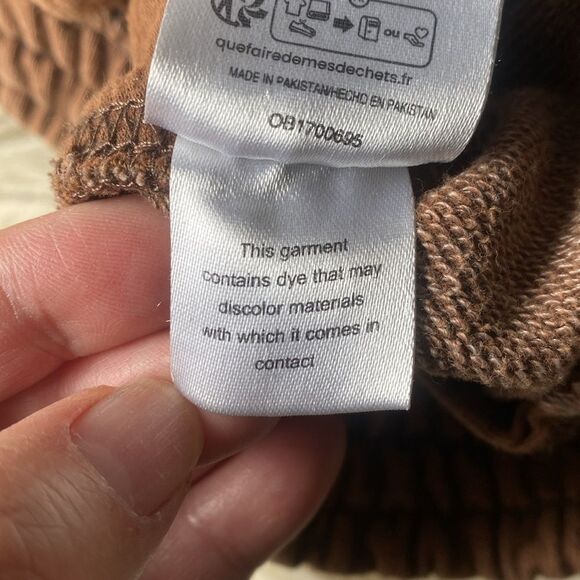 OU
quefairedemesdechets.fr
MADE IN PAKISTAN/HECHO EN PAKISTAN
OB1700695
This garment
contains dye that may
discolor materials
with which it comes in
contact